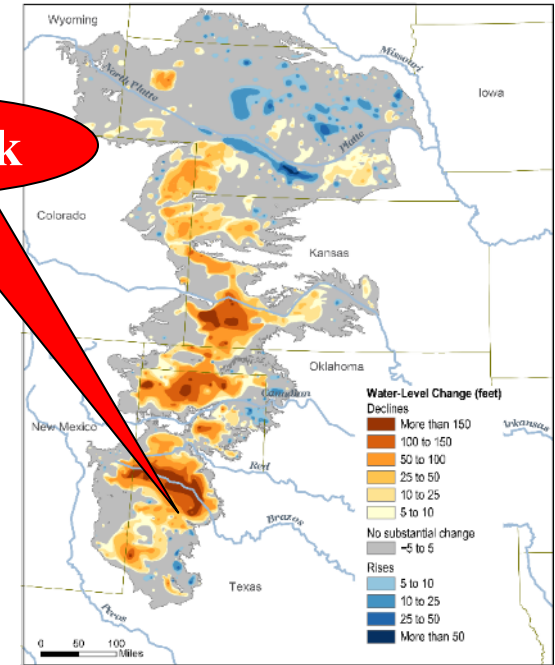 Wyoming
Missouri
North Platte
Iowa
Platte
k
Colorado
Kansas
Oklahoma
Canadian
New Mexico
Arkansas
Red
Brazos
Texas
Pecos
0 50 100
Miles
Water-Level Change (feet)
Declines
More than 150
100 to 150
50 to 100
25 to 50
10 to 25
5 to 10
No substantial change
-5 to 5
Rises
5 to 10
10 to 25
25 to 50
More than 50